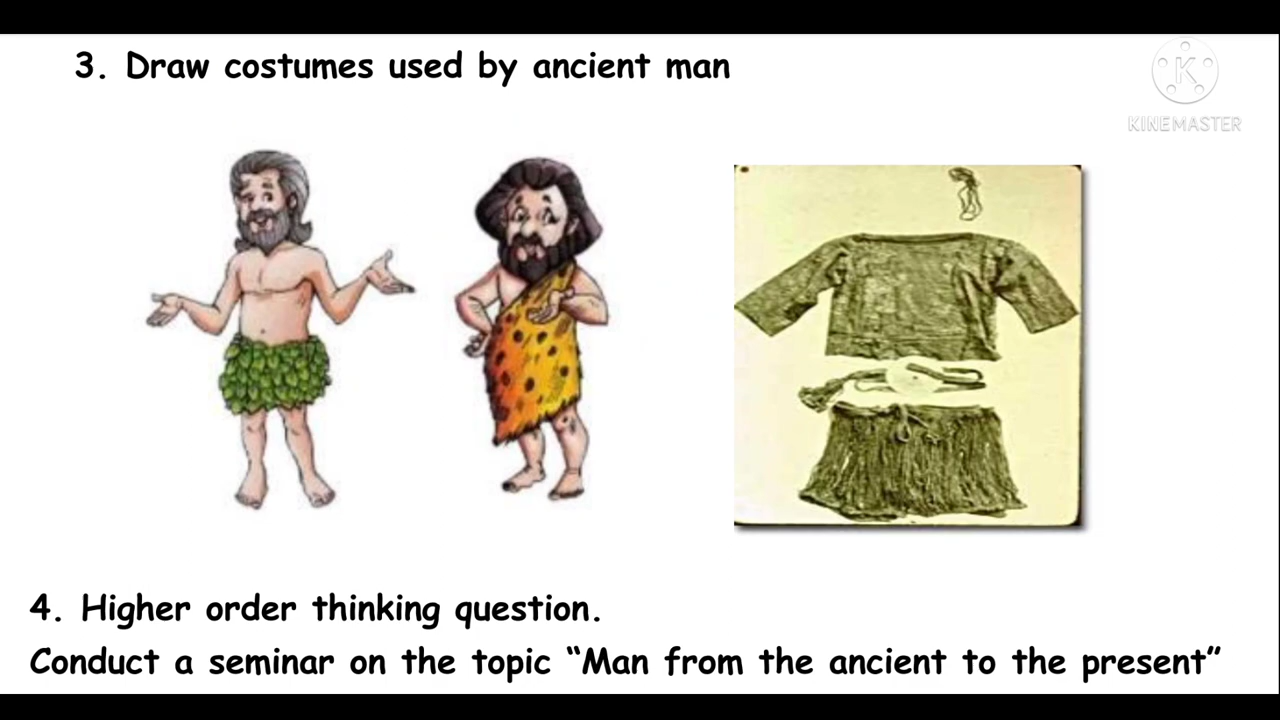 3. Draw costumes used by ancient man
K
KINEMASTER
4. Higher order thinking question.
Conduct a seminar on the topic “Man from the ancient to the present”